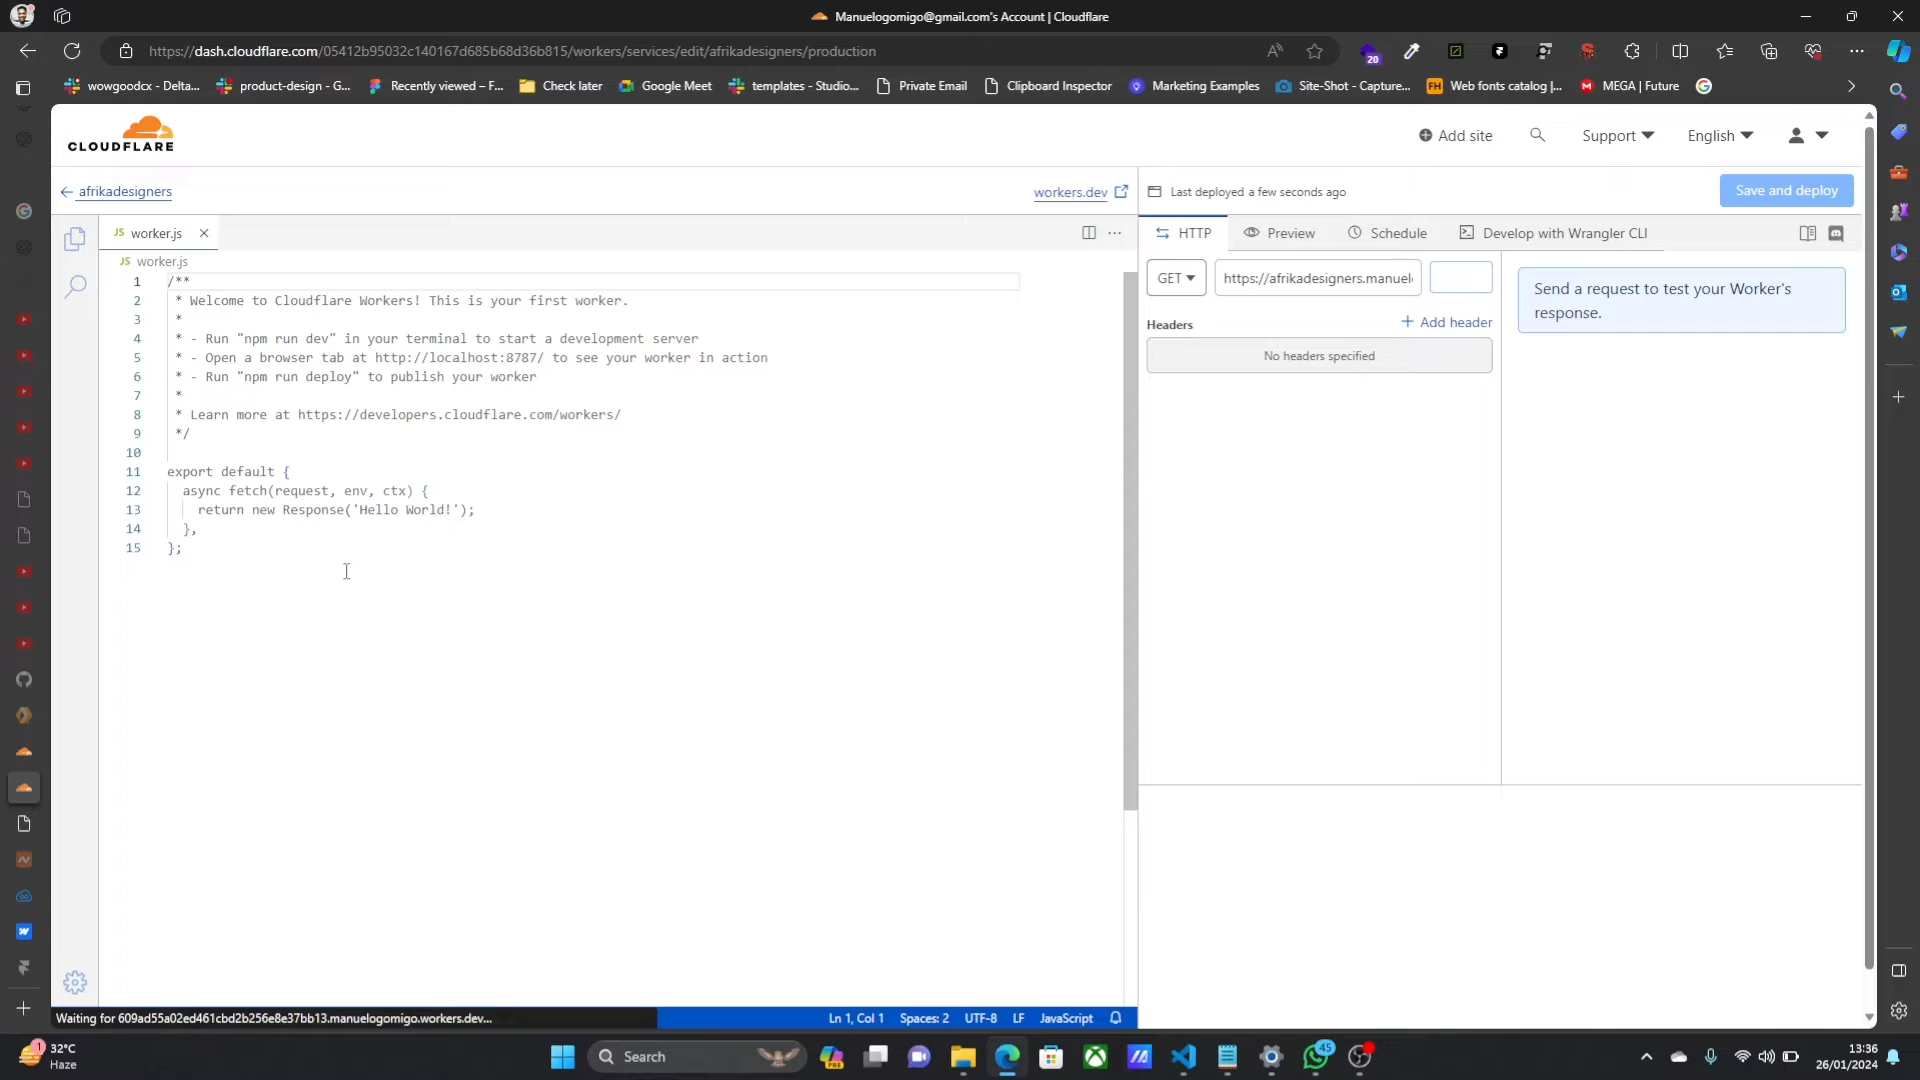 Manuelogomigo@gmail.com's Account | Cloudflare
https://dash.cloudflare.com/05412b95032c140167d685b68d36b815/workers/services/edit/afrikadesigners/production
20
wowgoodcx - Delta...
product-design - G...
Recently viewed – F...
Check later
Google Meet
templates - Studio...
Private Email
Clipboard Inspector
Marketing Examples
Site-Shot - Capture...
FH Web fonts catalog |...
MEGA | Future
CLOUDFLARE
Add site
Support
English
afrikadesigners
workers.dev
Last deployed a few seconds ago
Save and deploy
JS worker.js
HTTP
Preview
Schedule
Develop with Wrangler CLI
JS worker.js
1 /**
2 * Welcome to Cloudflare Workers! This is your first worker.
3 *
4 * - Run "npm run dev" in your terminal to start a development server
5 * - Open a browser tab at http://localhost:8787/ to see your worker in action
6 * - Run "npm run deploy" to publish your worker
7 *
8 * Learn more at https://developers.cloudflare.com/workers/
9 */
10
11 export default {
12 async fetch(request, env, ctx) {
13 return new Response('Hello World!');
14 },
15 };
GET
https://afrikadesigners.manuel
Headers
+ Add header
No headers specified
Send a request to test your Worker's
response.
Waiting for 609ad55a02ed461cbd2b256e8e37bb13.manuelogomigo.workers.dev...
Ln 1, Col 1
Spaces: 2
UTF-8
LF
JavaScript
1
32°C
Haze
Search
PRE
45
13:36
26/01/2024